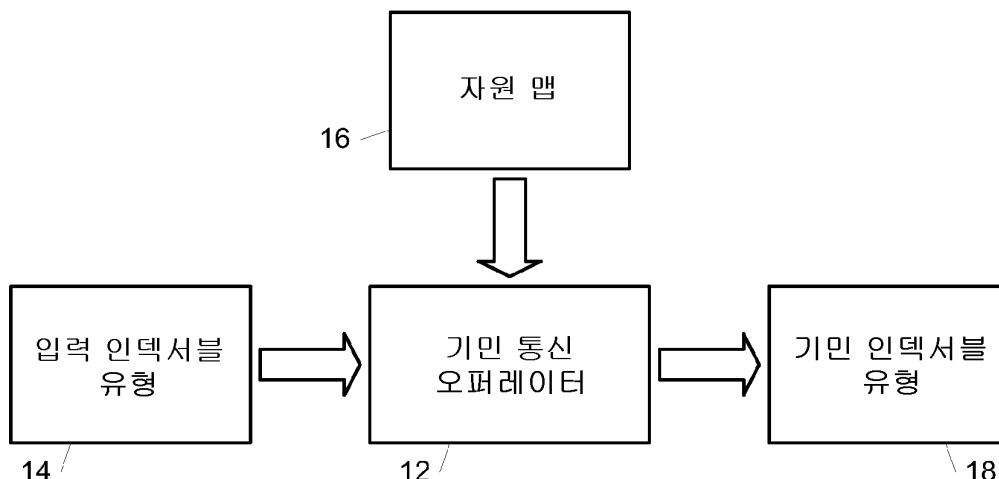 자원 맵
16
입력 인덱서블
유형
기민 통신
오퍼레이터
기민 인덱서블
유형
14
12
18